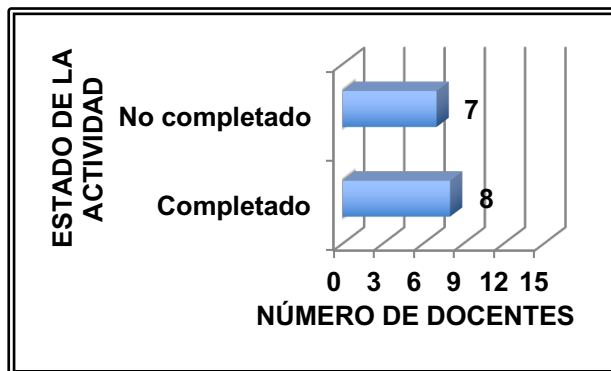 ESTADO DE LA
ACTIVIDAD
No completado
7
Completado
8
0 3 6 9 12 15
NÚMERO DE DOCENTES